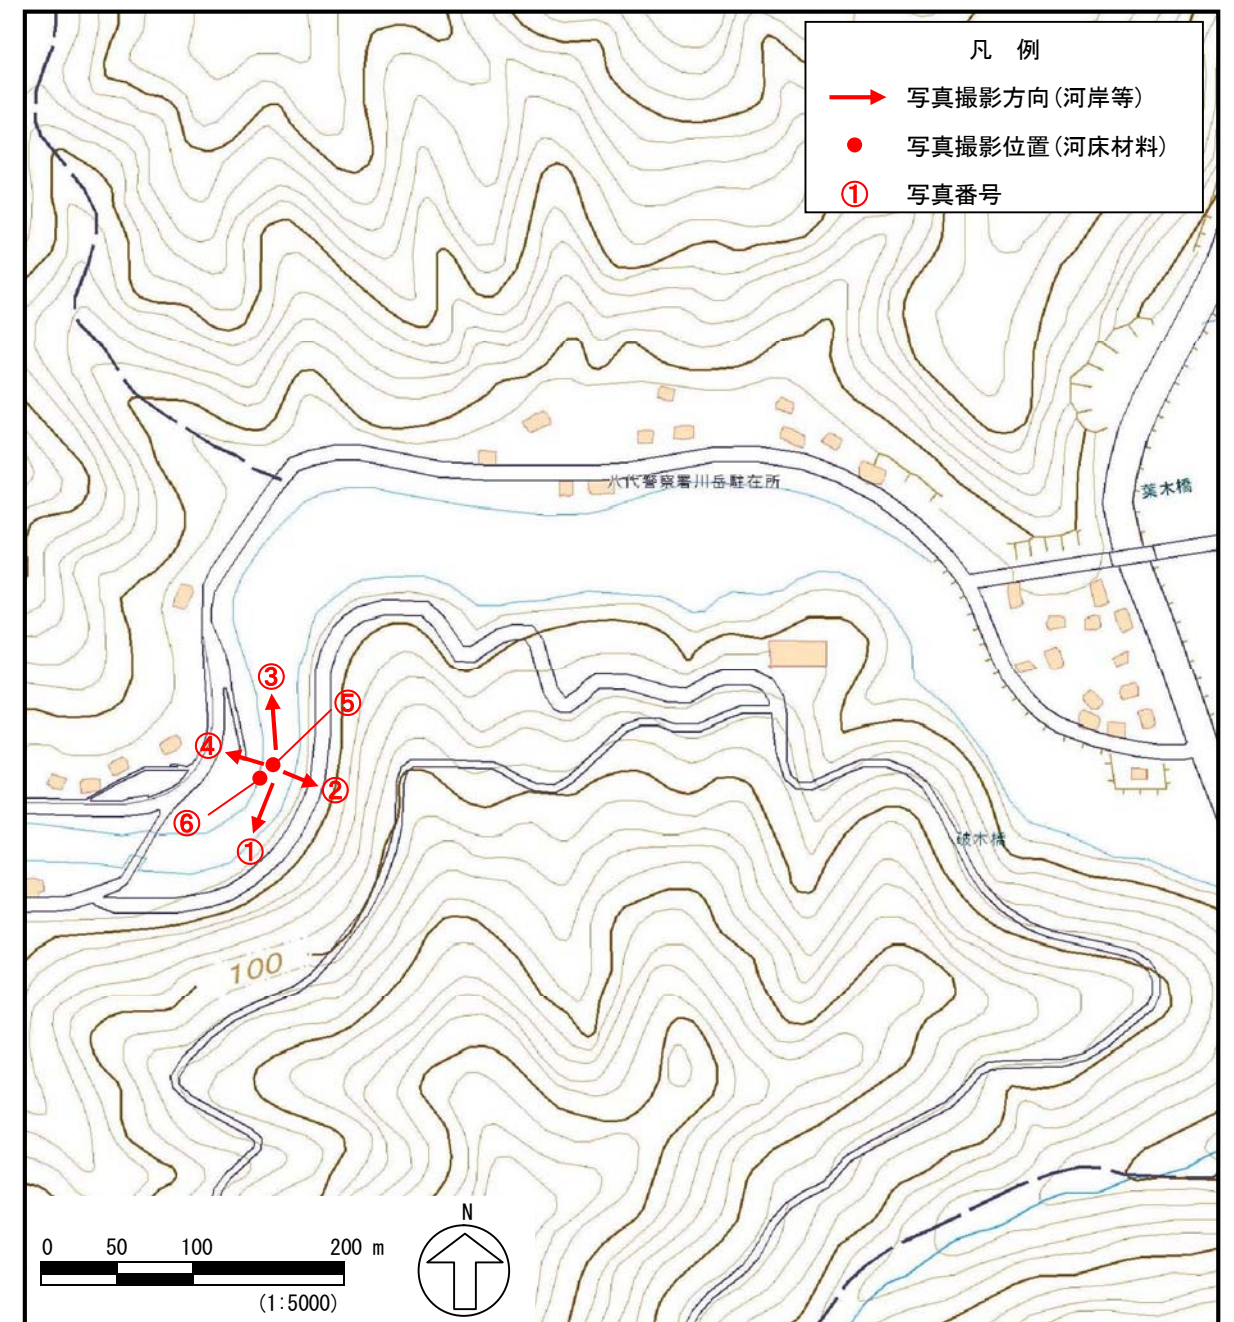 凡 例
写真撮影方向(河岸等)
写真撮影位置(河床材料)
① 写真番号
八代警察署川岳駐在所
葉木橋
③
⑤
④
②
⑥
①
破木橋
100
N
0 50 100 200 m
(1:5000)